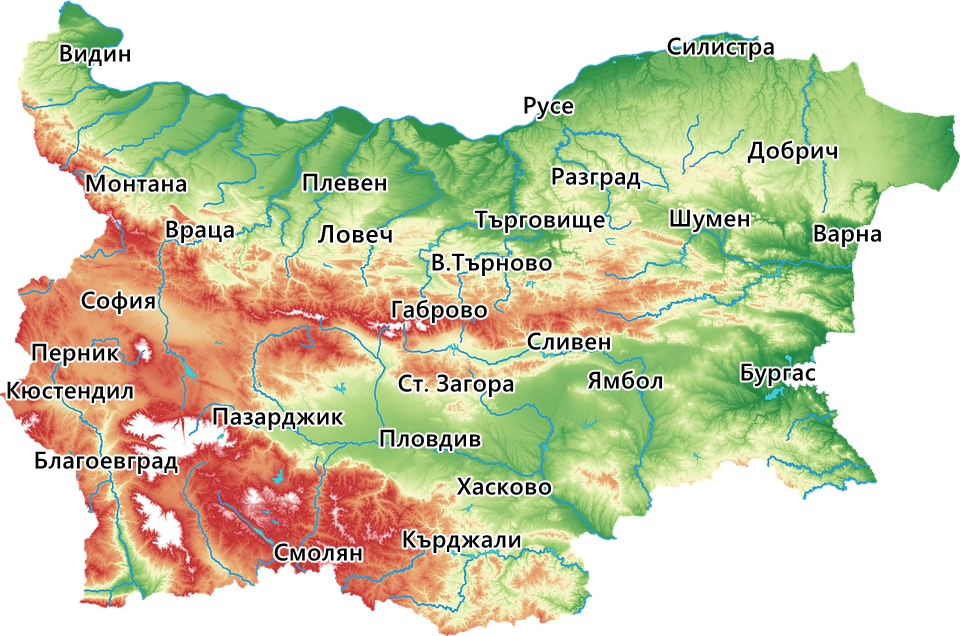 Видин
Силистра
Русе
Добрич
Разград
Монтана
Плевен
Търговище
Шумен
Враца
Ловеч
Варна
В.Търново
София
Габрово
Сливен
Перник
Бургас
Ямбол
Ст. Загора
Кюстендил
Пазарджик
Пловдив
Благоевград
Хасково
Кърджали
Смолян